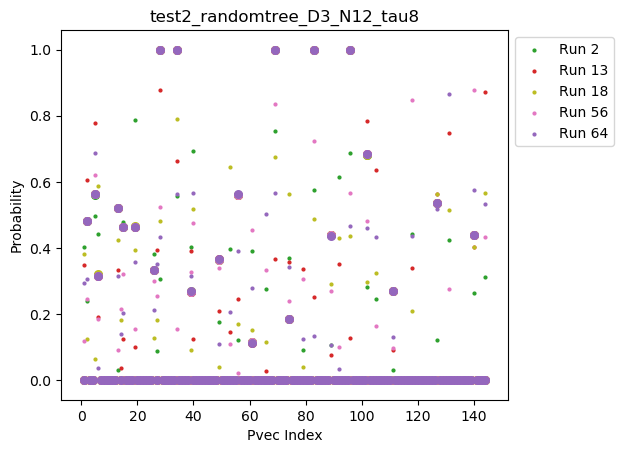 test2_randomtree_D3_N12_tau8
1.0
0.8
0.6
0.4
0.2
0.0
Probability
0
20
40
60
80
100
120
140
Pvec Index
Run 2
Run 13
Run 18
Run 56
Run 64